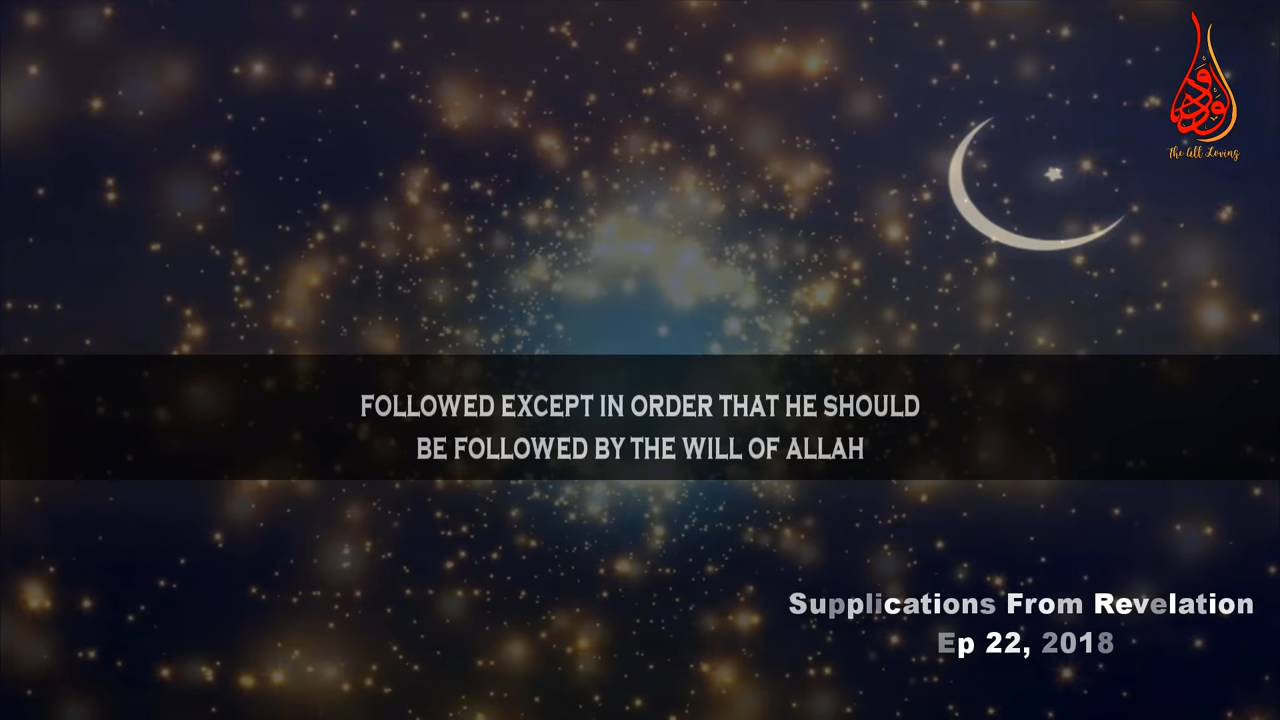 الودود
The All Loving
FOLLOWED EXCEPT IN ORDER THAT HE SHOULD
BE FOLLOWED BY THE WILL OF ALLAH
Supplications From Revelation
Ep 22, 2018